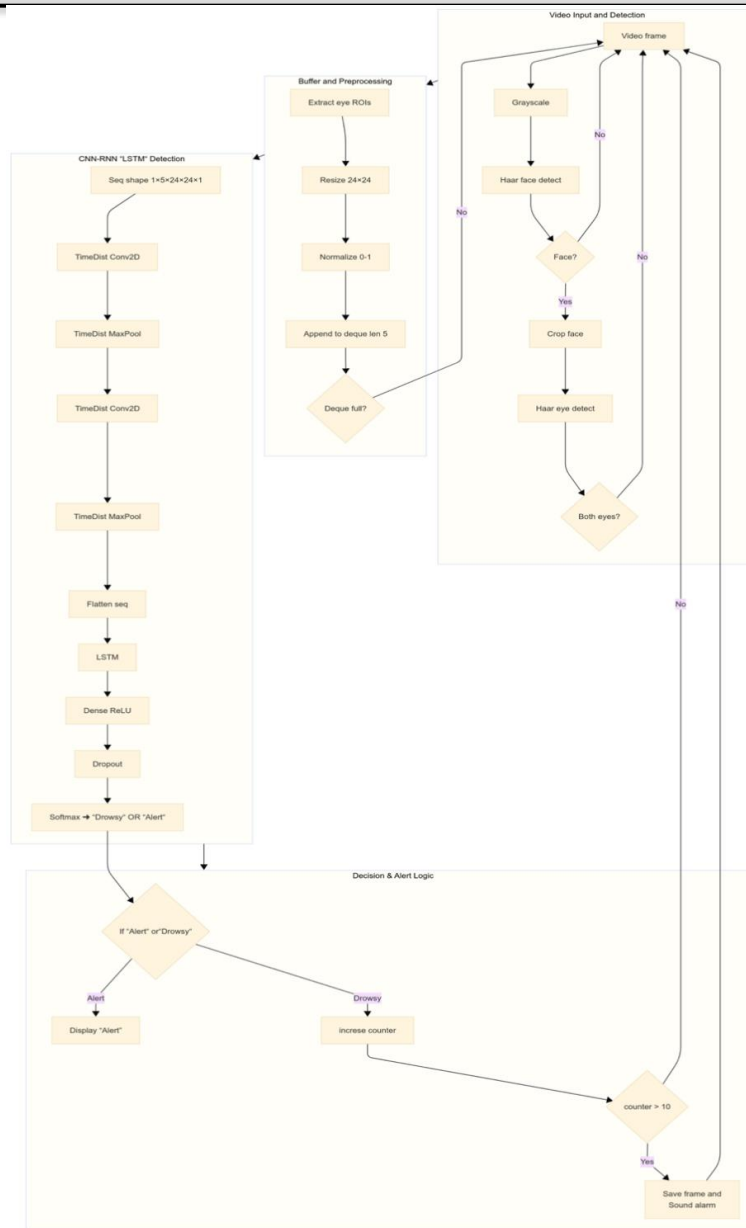 Video Input and Detection
Video frame
Grayscale
No
Haar face detect
No
Face?
No
Yes
Crop face
Haar eye detect
Both eyes?
Buffer and Preprocessing
Extract eye ROIs
Resize 24×24
Normalize 0-1
Append to deque len 5
Deque full?
CNN-RNN "LSTM" Detection
Seq shape 1×5×24×24×1
TimeDist Conv2D
TimeDist MaxPool
TimeDist Conv2D
TimeDist MaxPool
Flatten seq
LSTM
Dense ReLU
Dropout
Softmax ➔ "Drowsy" OR "Alert"
No
Decision & Alert Logic
If "Alert" or"Drowsy"
Alert
Drowsy
Display "Alert"
increse counter
counter > 10
Yes
Save frame and
Sound alarm